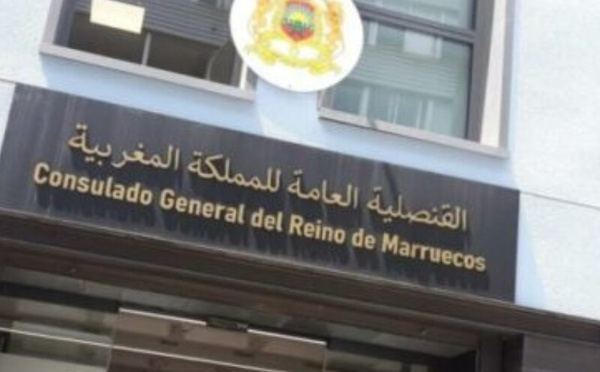 القنصلية العامة للمملكة المغربية
Consulado General del Reino de Marruecos